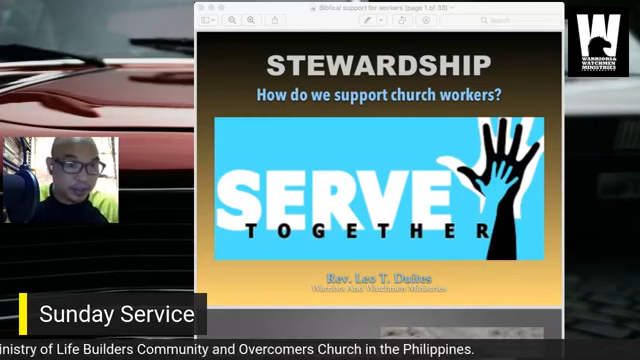 Biblical support for workers (page 1 of 33)
Search
STEWARDSHIP
How do we support church workers?
SERVE
TOGETHER
Rev. Leo T. Duites
Warriors And Watchmen Ministries
W
WARRIORS &
WATCHMEN
MINISTRIES
Sunday Service
inistry of Life Builders Community and Overcomers Church in the Philippines.